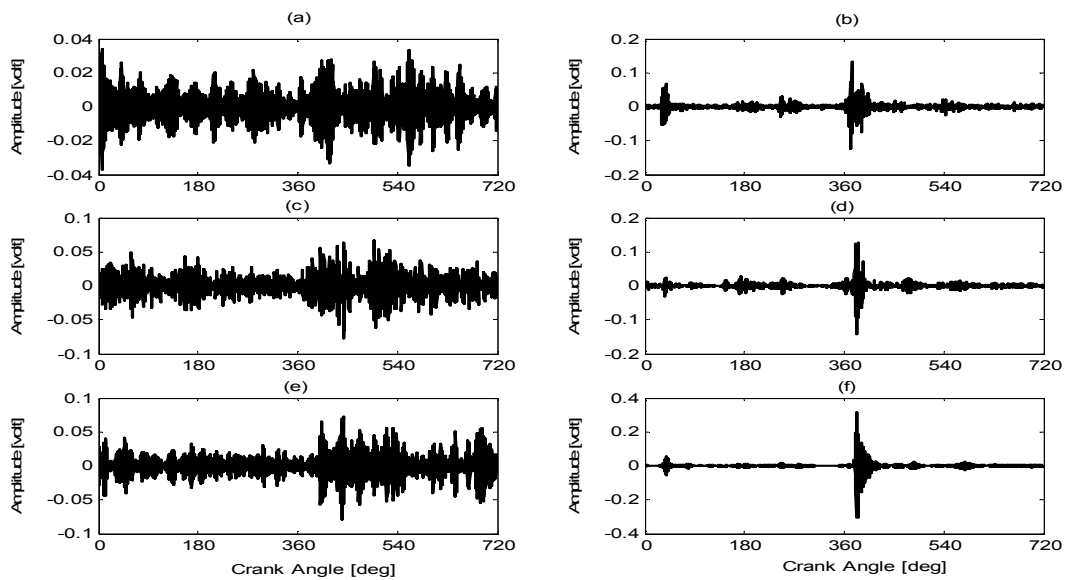 (a)
Amplitude [volt]
0.04
0.02
0
-0.02
-0.04
0 180 360 540 720
(b)
Amplitude [volt]
0.2
0.1
0
-0.1
-0.2
0 180 360 540 720
(c)
Amplitude [volt]
0.1
0.05
0
-0.05
-0.1
0 180 360 540 720
(d)
Amplitude [volt]
0.2
0.1
0
-0.1
-0.2
0 180 360 540 720
(e)
Amplitude [volt]
0.1
0.05
0
-0.05
-0.1
0 180 360 540 720
Crank Angle [deg]
(f)
Amplitude [volt]
0.4
0.2
0
-0.2
-0.4
0 180 360 540 720
Crank Angle [deg]